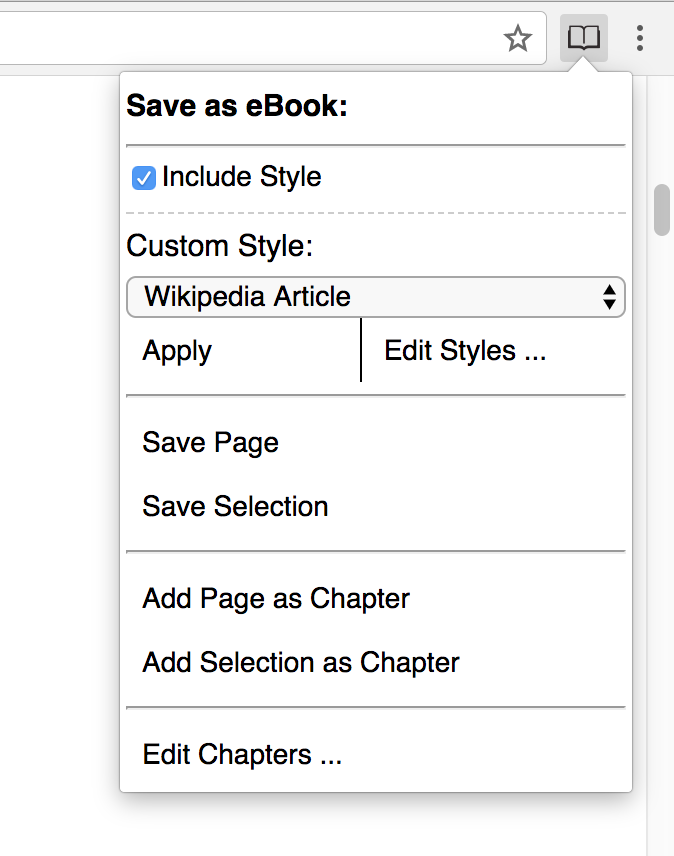 Save as eBook:
Include Style
Custom Style:
Wikipedia Article
Apply
Edit Styles ...
Save Page
Save Selection
Add Page as Chapter
Add Selection as Chapter
Edit Chapters ...